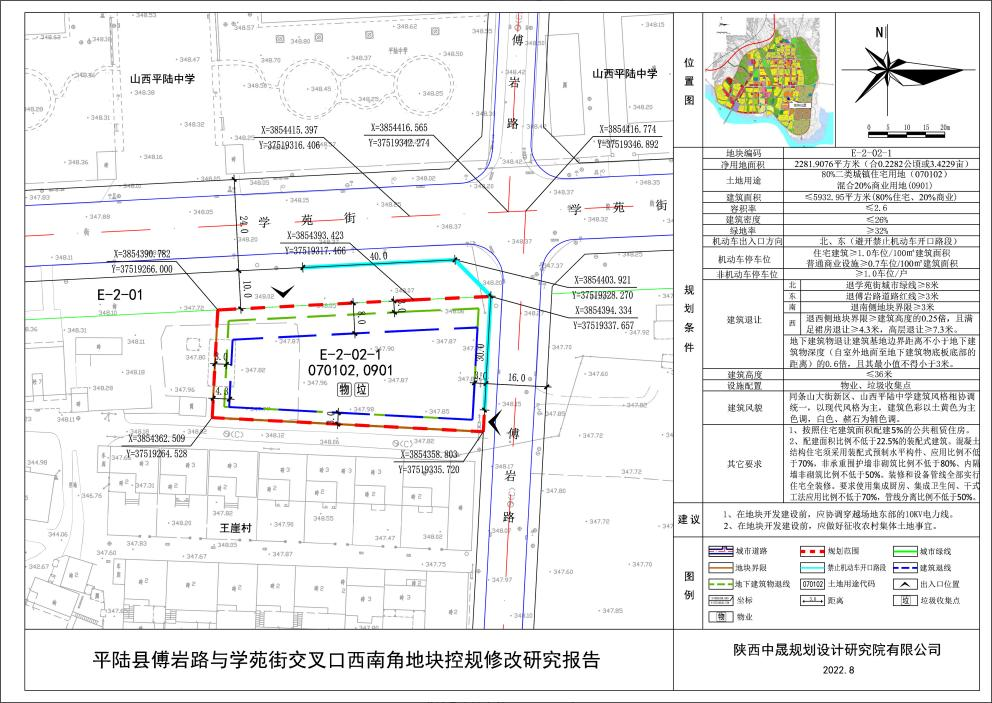 山西平陆中学
山西平陆中学
傅
岩
路
X=3854415.397
Y=37519316.406
X=3854416.565
Y=37519342.274
X=3854416.774
Y=37519346.892
学 苑 街
学 苑 街
24.0
X=3854390.782
Y=37519266.000
X=3854393.423
Y=37519317.466
40.0
X=3854403.921
Y=37519328.270
X=3854394.334
Y=37519337.657
E-2-01
10.0
8.0
E-2-02-1
070102, 0901
物 垃
30.0
16.0
X=3854362.509
Y=37519264.528
X=3854358.803
Y=37519335.720
傅
岩
路
王崖村
平陆县傅岩路与学苑街交叉口西南角地块控规修改研究报告
位置图
N
0 5 10 15 20m
规划条件
地块编码 E-2-02-1
净用地面积 2281.9076平方米（合0.2282公顷或3.4229亩）
土地用途 80%二类城镇住宅用地（070102）
混合20%商业用地(0901)
建筑面积 ≤5932.95平方米(80%住宅、20%商业)
容积率 ≤2.6
建筑密度 ≤26%
绿地率 ≥32%
机动车出入口方向 北、东（避开禁止机动车开口路段）
机动车停车位 住宅建筑≥1.0车位/100㎡建筑面积
普通商业设施≥0.7车位/100㎡建筑面积
非机动车停车位 ≥1.0车位/户
建筑退让
北 退学苑街城市绿线≥8米
东 退傅岩路道路红线≥3米
南 退南侧地块界限≥3米
西 退西侧地块界限≥建筑高度的0.25倍，且满
足裙房退让≥4.3米，高层退让≥7.3米。
地下建筑物退让建筑基地边界距离不小于地下建
筑物深度（自室外地面至地下建筑物底板底部的
距离）的0.6倍，且其最小值不得小于3米。
建筑高度 ≤36米
设施配置 物业、垃圾收集点
建筑风貌 同条山大街新区、山西平陆中学建筑风格相协调
统一，以现代风格为主，建筑色彩以土黄色为主
色调，白色、赭石为辅色调。
其它要求 1、按照住宅建筑面积配建5%的公共租赁住房。
2、配建面积比例不低于22.5%的装配式建筑。混凝土
结构住宅须采用装配式预制水平构件、应用比例不低
于70%，非承重围护墙非砌筑比例不低于80%、内隔
墙非砌筑比例不低于50%。装修和设备管线全部实行
住宅全装修。要求使用集成厨房、集成卫生间、干式
工法应用比例不低于70%，管线分离比例不低于50%。
建议 1、在地块开发建设前，应协调穿越场地东部的10KV电力线。
2、在地块开发建设前，应做好征收农村集体土地事宜。
图例
城市道路 规划范围 城市绿线
地块界段 禁止机动车开口路段 建筑退线
地下建筑物退线 070102 土地用途代码 出入口位置
坐标 距离 垃 垃圾收集点
物 物业
陕西中晟规划设计研究院有限公司
2022.8